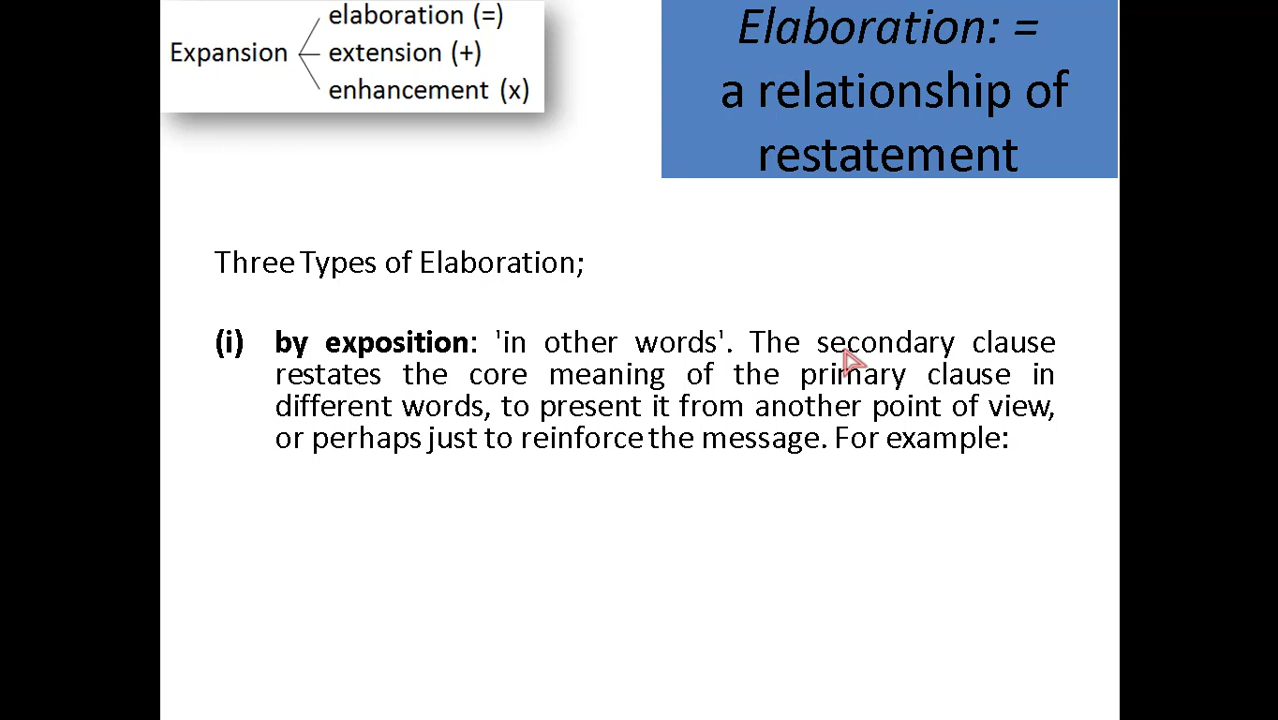 elaboration (=)
Expansion
extension (+)
enhancement (x)
Elaboration: =
a relationship of
restatement
Three Types of Elaboration;
(i) by exposition: 'in other words'. The secondary clause
restates the core meaning of the primary clause in
different words, to present it from another point of view,
or perhaps just to reinforce the message. For example: